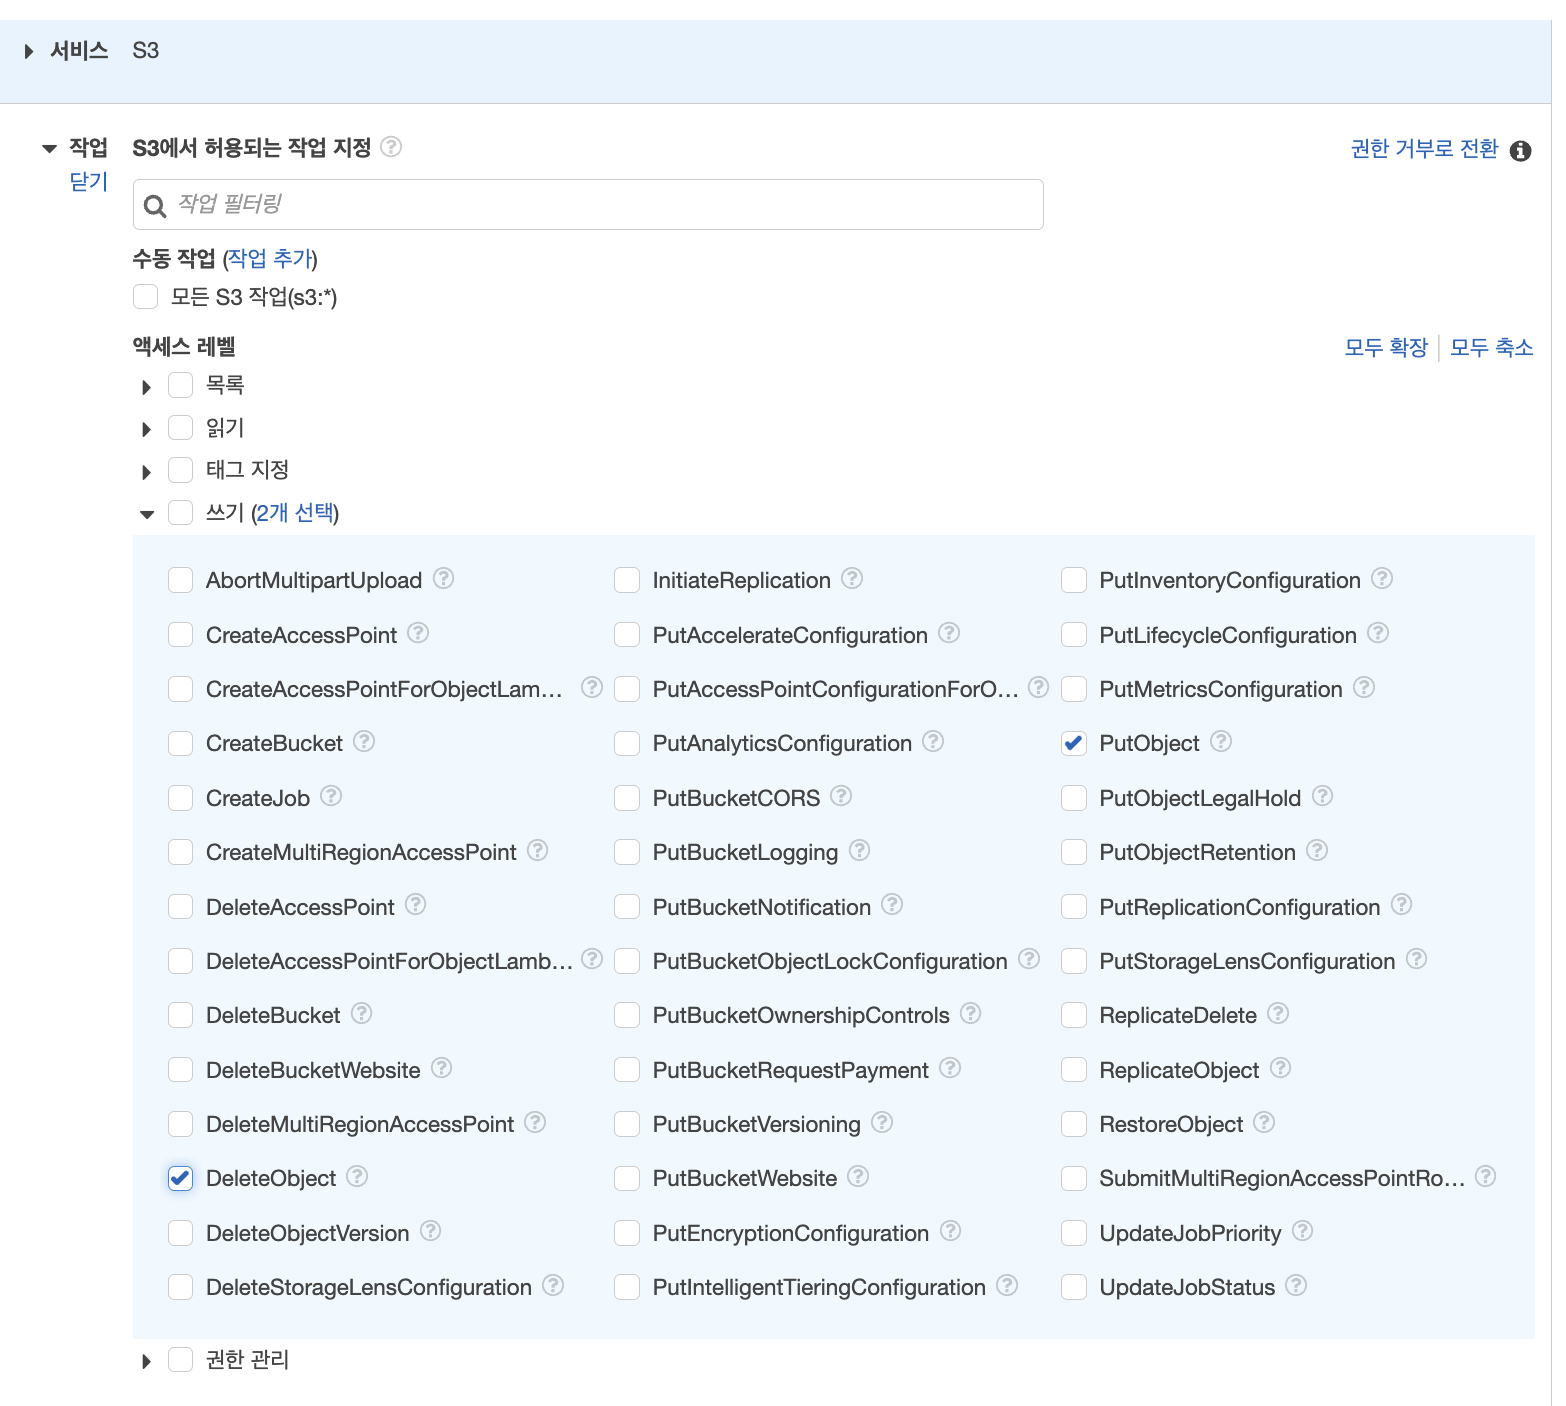 서비스 S3
작업 S3에서 허용되는 작업 지정 ? 권한 거부로 전환 i
닫기
작업 필터링
수동 작업 (작업 추가)
모든 S3 작업(s3:*)
액세스 레벨 모두 확장 모두 축소
목록
읽기
태그 지정
쓰기 (2개 선택)
AbortMultipartUpload ? InitiateReplication ? PutInventoryConfiguration ?
CreateAccessPoint ? PutAccelerateConfiguration ? PutLifecycleConfiguration ?
CreateAccessPointForObjectLam... ? PutAccessPointConfigurationForO... ? PutMetricsConfiguration ?
CreateBucket ? PutAnalyticsConfiguration ? PutObject ?
CreateJob ? PutBucketCORS ? PutObjectLegalHold ?
CreateMultiRegionAccessPoint ? PutBucketLogging ? PutObjectRetention ?
DeleteAccessPoint ? PutBucketNotification ? PutReplicationConfiguration ?
DeleteAccessPointForObjectLamb... ? PutBucketObjectLockConfiguration ? PutStorageLensConfiguration ?
DeleteBucket ? PutBucketOwnershipControls ? ReplicateDelete ?
DeleteBucketWebsite ? PutBucketRequestPayment ? ReplicateObject ?
DeleteMultiRegionAccessPoint ? PutBucketVersioning ? RestoreObject ?
DeleteObject ? PutBucketWebsite ? SubmitMultiRegionAccessPointRo... ?
DeleteObjectVersion ? PutEncryptionConfiguration ? UpdateJobPriority ?
DeleteStorageLensConfiguration ? PutIntelligentTieringConfiguration ? UpdateJobStatus ?
권한 관리